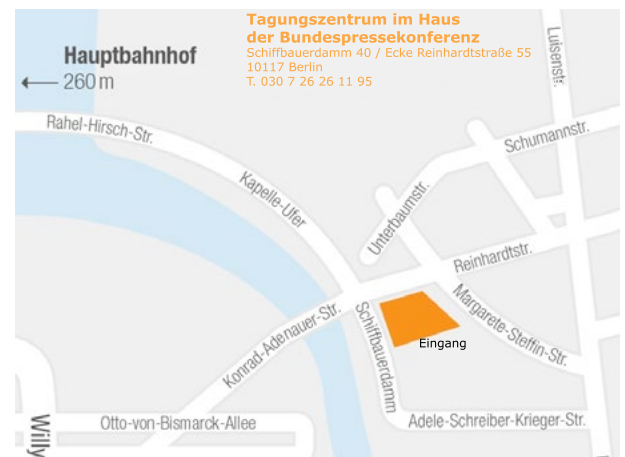 Tagungszentrum im Haus
der Bundespressekonferenz
Schiffbauerdamm 40 / Ecke Reinhardtstraße 55
10117 Berlin
T. 030 7 26 26 11 95
Hauptbahnhof
260 m
Luisenstr.
Rahel-Hirsch-Str.
Schumannstr.
Kapelle-Ufer
Unterbaumstr.
Reinhardtstr.
Konrad-Adenauer-Str.
Schiffbauerdamm
Margarete-Steffin-Str.
Eingang
Otto-von-Bismarck-Allee
Adele-Schreiber-Krieger-Str.
Willy